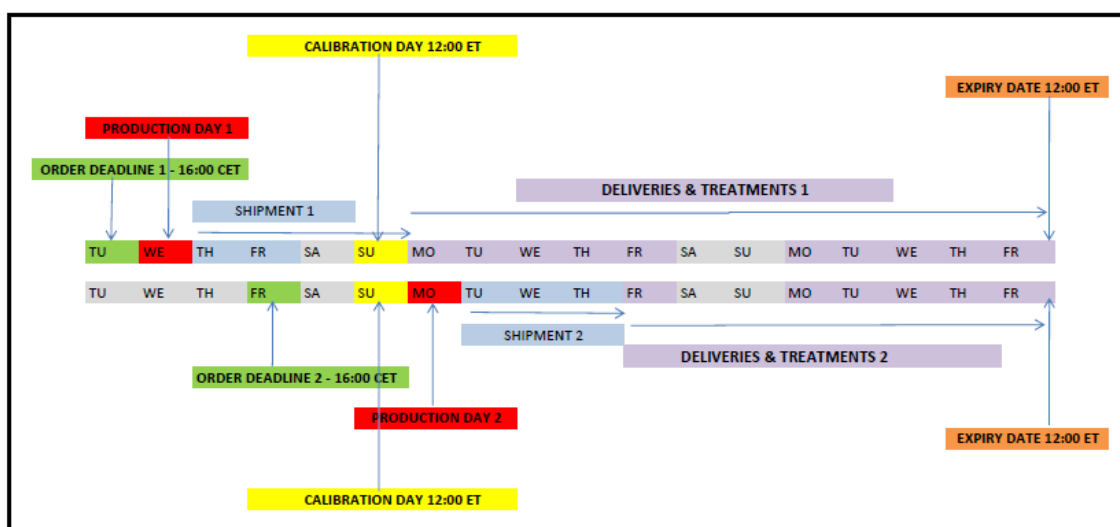 CALIBRATION DAY 12:00 ET
EXPIRY DATE 12:00 ET
PRODUCTION DAY 1
ORDER DEADLINE 1 - 16:00 CET
DELIVERIES & TREATMENTS 1
SHIPMENT 1
TU WE TH FR SA SU MO TU WE TH FR SA SU MO TU WE TH FR
TU WE TH FR SA SU MO TU WE TH FR SA SU MO TU WE TH FR
SHIPMENT 2
DELIVERIES & TREATMENTS 2
ORDER DEADLINE 2 - 16:00 CET
PRODUCTION DAY 2
EXPIRY DATE 12:00 ET
CALIBRATION DAY 12:00 ET